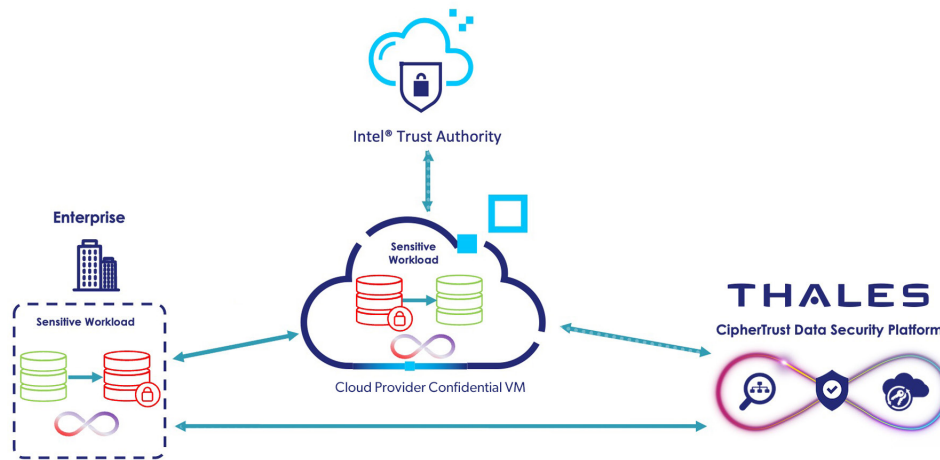 Intel® Trust Authority
Enterprise
Sensitive
Workload
Sensitive Workload
THALES
CipherTrust Data Security Platform
Cloud Provider Confidential VM